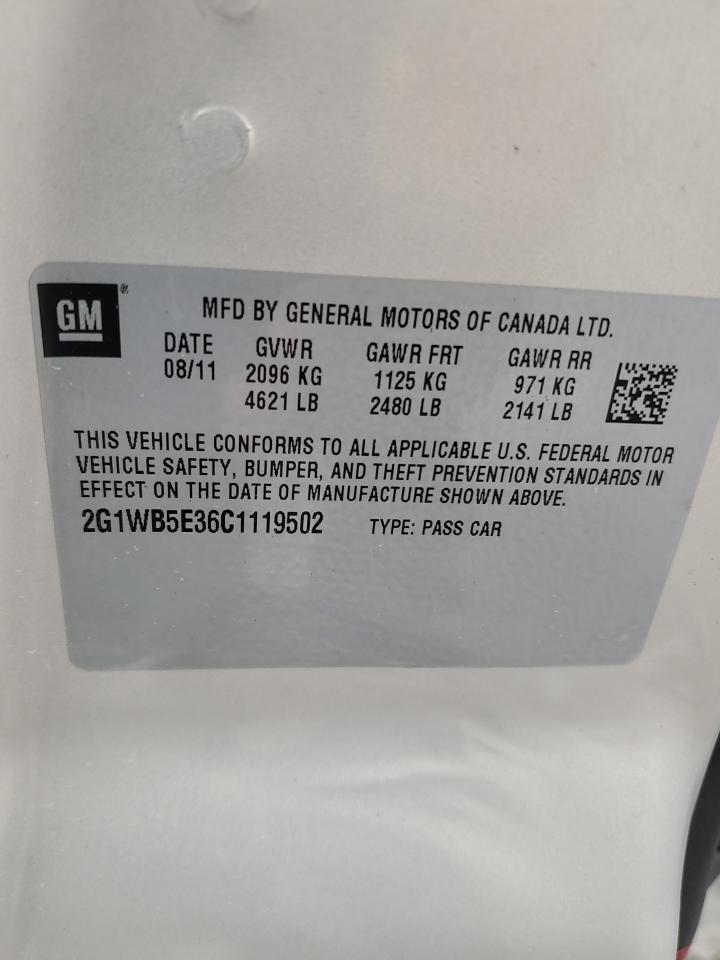 GM®
MFD BY GENERAL MOTORS OF CANADA LTD.
DATE GVWR GAWR FRT GAWR RR
08/11 2096 KG 1125 KG 971 KG
4621 LB 2480 LB 2141 LB
THIS VEHICLE CONFORMS TO ALL APPLICABLE U.S. FEDERAL MOTOR
VEHICLE SAFETY, BUMPER, AND THEFT PREVENTION STANDARDS IN
EFFECT ON THE DATE OF MANUFACTURE SHOWN ABOVE.
2G1WB5E36C1119502 TYPE: PASS CAR